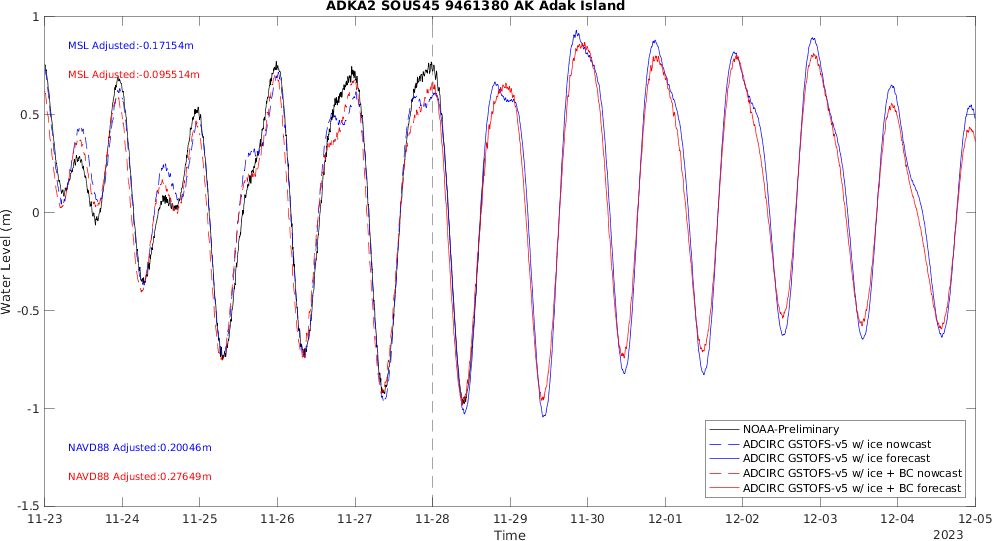 ADKA2 SOUS45 9461380 AK Adak Island
MSL Adjusted:-0.17154m
MSL Adjusted:-0.095514m
NAVD88 Adjusted:0.20046m
NAVD88 Adjusted:0.27649m
Water Level (m)
1
0.5
0
-0.5
-1
-1.5
NOAA-Preliminary
ADCIRC GSTOFS-v5 w/ ice nowcast
ADCIRC GSTOFS-v5 w/ ice forecast
ADCIRC GSTOFS-v5 w/ ice + BC nowcast
ADCIRC GSTOFS-v5 w/ ice + BC forecast
11-23 11-24 11-25 11-26 11-27 11-28 11-29 11-30 12-01 12-02 12-03 12-04 12-05
Time
2023